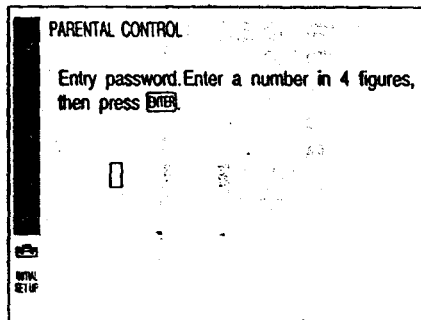 PARENTAL CONTROL
Entry password.Enter a number in 4 figures,
then press ENTER.
INITIAL
SETUP